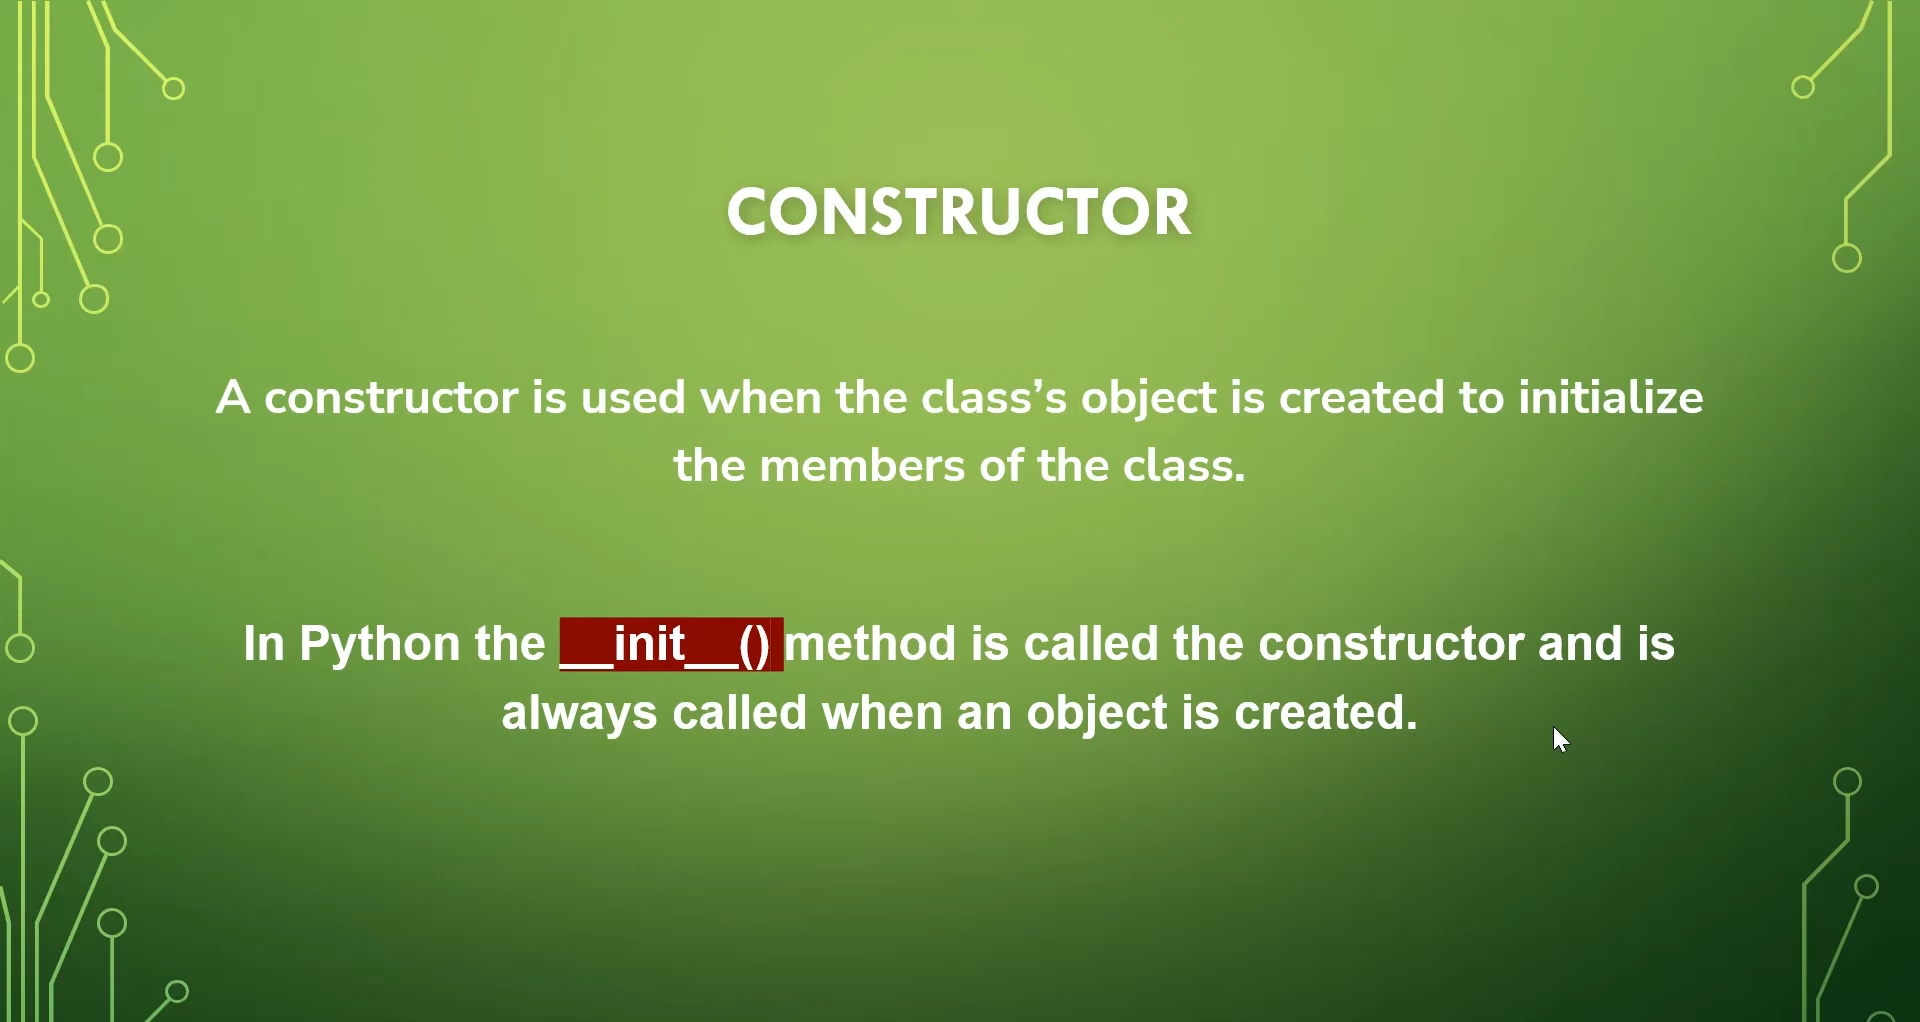 CONSTRUCTOR
A constructor is used when the class’s object is created to initialize
the members of the class.
In Python the __init__() method is called the constructor and is
always called when an object is created.